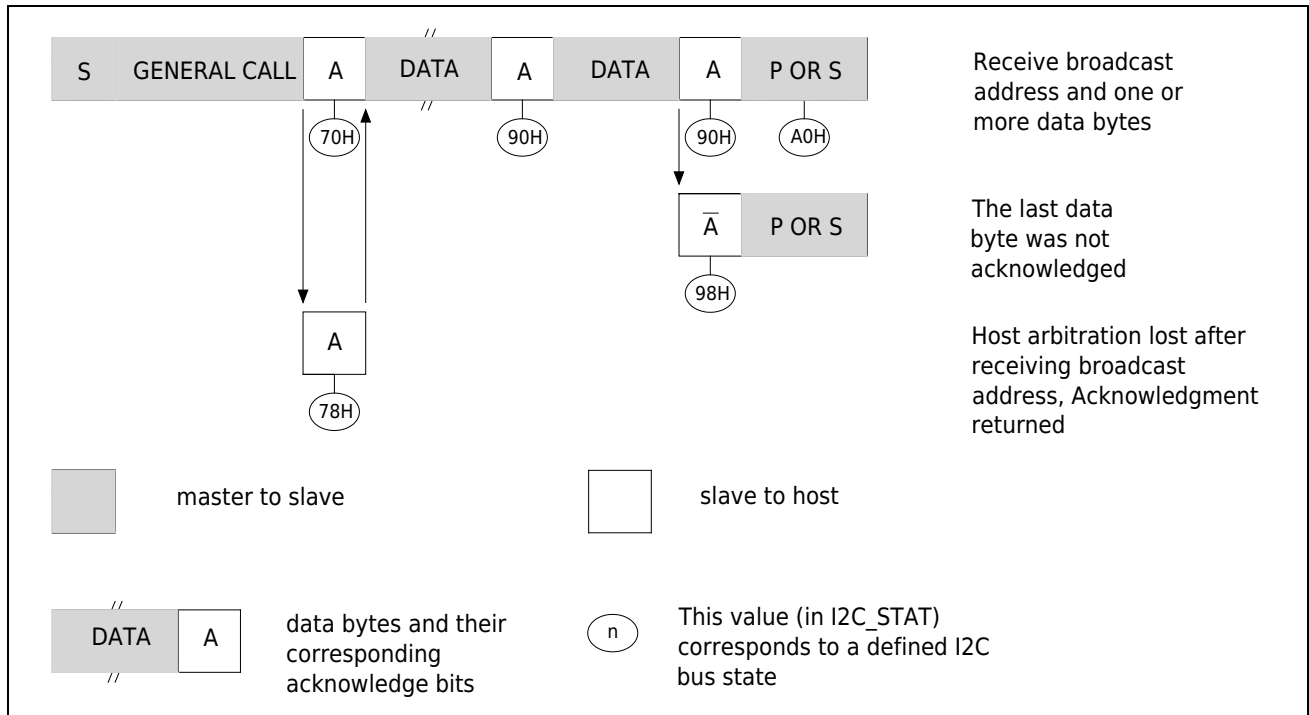 S GENERAL CALL A DATA A DATA A P OR S
Receive broadcast
address and one or
more data bytes
70H 90H 90H A0H
A P OR S
The last data
byte was not
acknowledged
98H
A
Host arbitration lost after
receiving broadcast
address, Acknowledgment
returned
78H
master to slave
slave to host
DATA A
data bytes and their
corresponding
acknowledge bits
n
This value (in I2C_STAT)
corresponds to a defined I2C
bus state